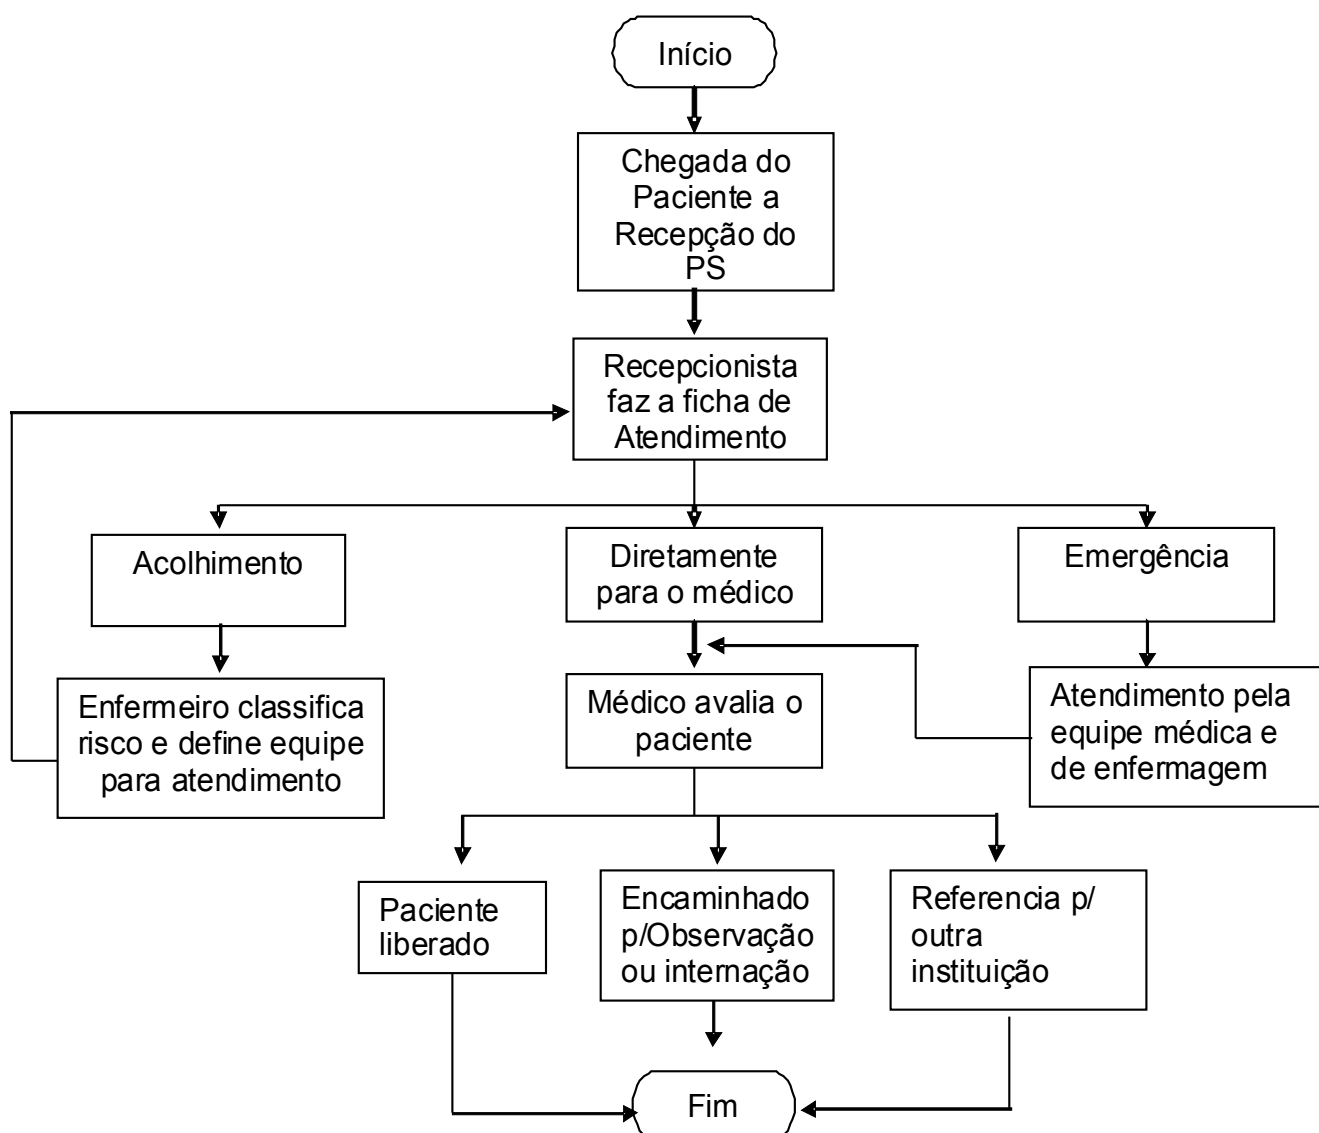 Início
Chegada do
Paciente a
Recepção do
PS
Recepcionista
faz a ficha de
Atendimento
Acolhimento
Diretamente
para o médico
Emergência
Enfermeiro classifica
risco e define equipe
para atendimento
Médico avalia o
paciente
Atendimento pela
equipe médica e
de enfermagem
Paciente
liberado
Encaminhado
p/Observação
ou internação
Referencia p/
outra
instituição
Fim